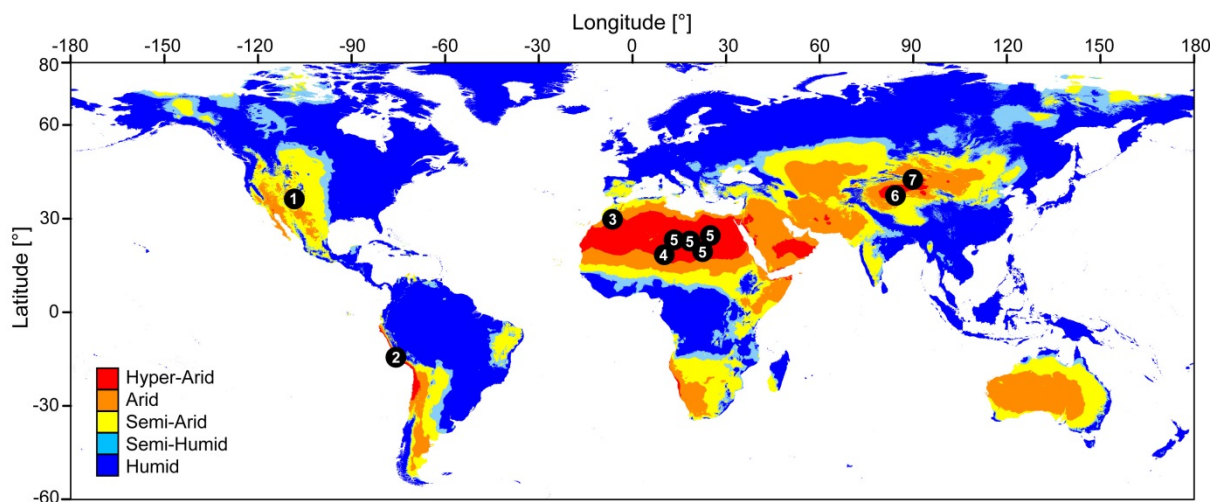 Longitude [°]
-180 -150 -120 -90 -60 -30 0 30 60 90 120 150 180
80
60
30
0
-30
-60
Latitude [°]
1
2
3
4
5
5
5
5
6
7
Hyper-Arid
Arid
Semi-Arid
Semi-Humid
Humid